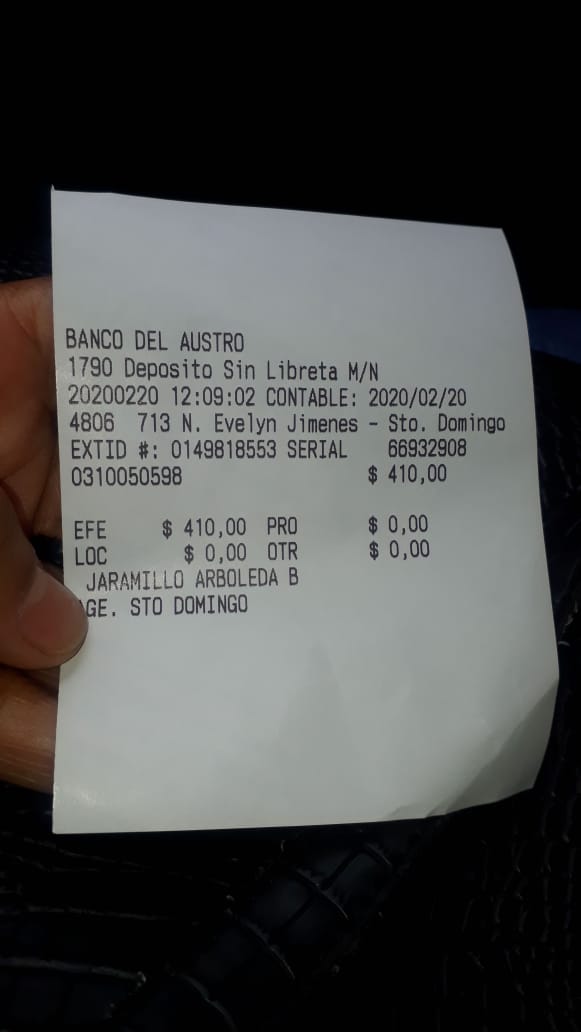 BANCO DEL AUSTRO
1790 Deposito Sin Libreta M/N
20200220 12:09:02 CONTABLE: 2020/02/20
4806 713 N. Evelyn Jimenes - Sto. Domingo
EXTID #: 0149818553 SERIAL 66932908
0310050598 $ 410,00
EFE $ 410,00 PRO $ 0,00
LOC $ 0,00 OTR $ 0,00
JARAMILLO ARBOLEDA B
AGE. STO DOMINGO